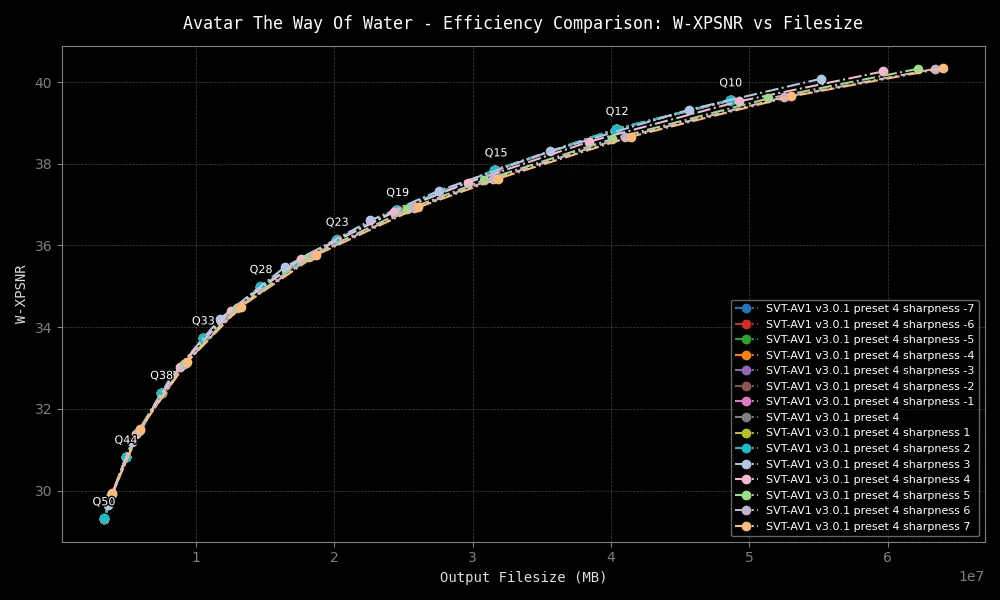 Avatar The Way Of Water - Efficiency Comparison: W-XPSNR vs Filesize
W-XPSNR
40
38
36
34
32
30
Q10
Q12
Q15
Q19
Q23
Q28
Q33
Q38
Q44
Q50
SVT-AV1 v3.0.1 preset 4 sharpness -7
SVT-AV1 v3.0.1 preset 4 sharpness -6
SVT-AV1 v3.0.1 preset 4 sharpness -5
SVT-AV1 v3.0.1 preset 4 sharpness -4
SVT-AV1 v3.0.1 preset 4 sharpness -3
SVT-AV1 v3.0.1 preset 4 sharpness -2
SVT-AV1 v3.0.1 preset 4 sharpness -1
SVT-AV1 v3.0.1 preset 4
SVT-AV1 v3.0.1 preset 4 sharpness 1
SVT-AV1 v3.0.1 preset 4 sharpness 2
SVT-AV1 v3.0.1 preset 4 sharpness 3
SVT-AV1 v3.0.1 preset 4 sharpness 4
SVT-AV1 v3.0.1 preset 4 sharpness 5
SVT-AV1 v3.0.1 preset 4 sharpness 6
SVT-AV1 v3.0.1 preset 4 sharpness 7
1 2 3 4 5 6
1e7
Output Filesize (MB)